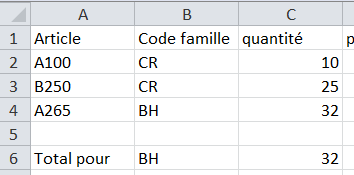 A B C
1 Article Code famille quantité p
2 A100 CR 10
3 B250 CR 25
4 A265 BH 32
5
6 Total pour BH 32